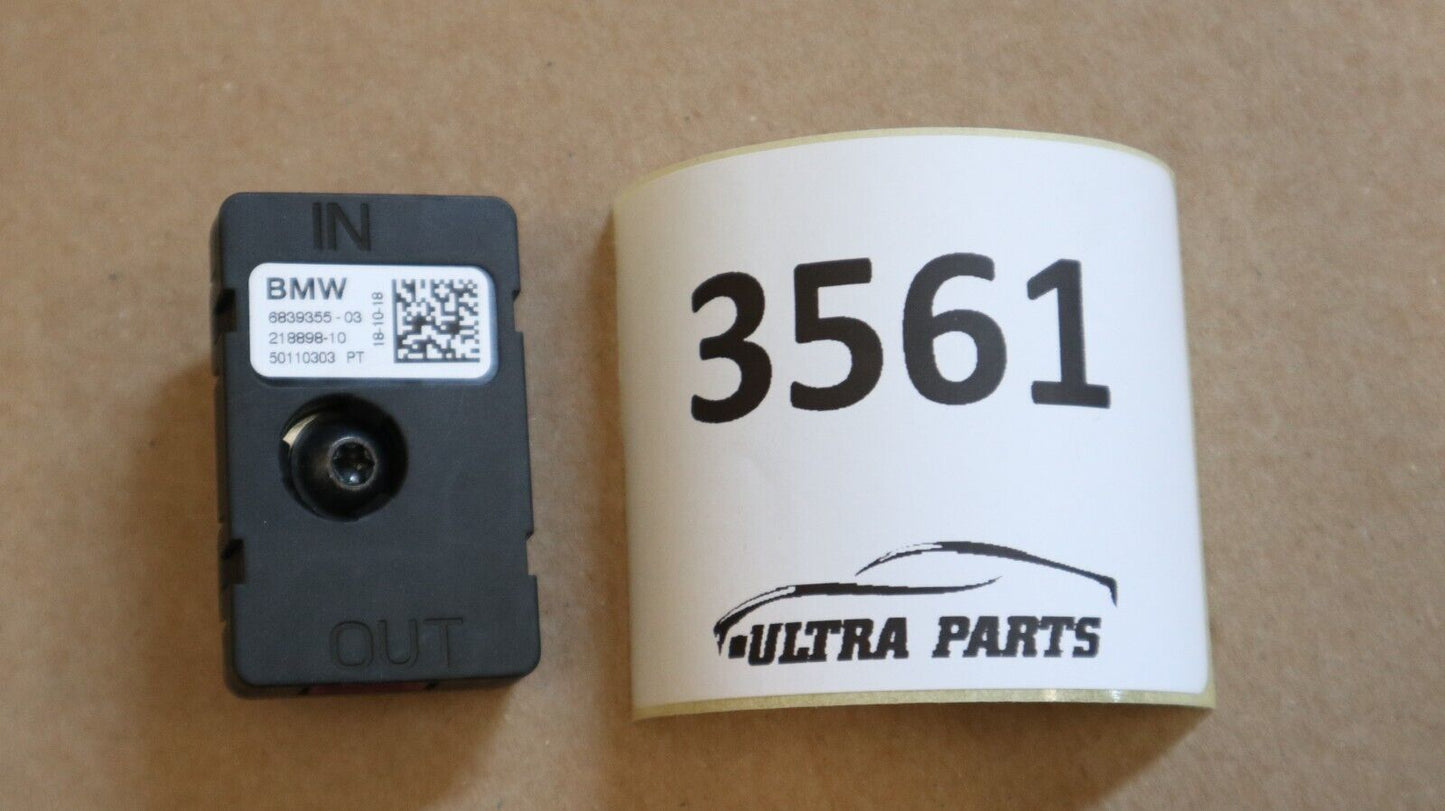 IN
BMW
6839355-03
218898-10
50110303 PT
18-10-18
OUT
3561
ULTRA PARTS